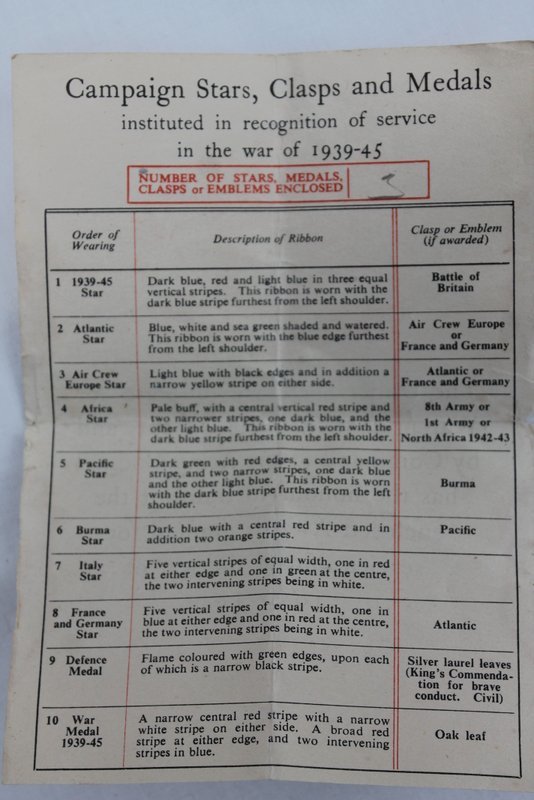 Campaign Stars, Clasps and Medals
instituted in recognition of service
in the war of 1939-45
NUMBER OF STARS, MEDALS,
CLASPS or EMBLEMS ENCLOSED
3
Order of
Wearing
Description of Ribbon
Clasp or Emblem
(if awarded)
1 1939-45
Star
Dark blue, red and light blue in three equal
vertical stripes. This ribbon is worn with the
dark blue stripe furthest from the left shoulder.
Battle of
Britain
2 Atlantic
Star
Blue, white and sea green shaded and watered.
This ribbon is worn with the blue edge furthest
from the left shoulder.
Air Crew Europe
or
France and Germany
3 Air Crew
Europe Star
Light blue with black edges and in addition a
narrow yellow stripe on either side.
Atlantic or
France and Germany
4 Africa
Star
Pale buff, with a central vertical red stripe and
two narrower stripes, one dark blue, and the
other light blue. This ribbon is worn with the
dark blue stripe furthest from the left shoulder.
8th Army or
1st Army or
North Africa 1942-43
5 Pacific
Star
Dark green with red edges, a central yellow
stripe, and two narrow stripes, one dark blue
and the other light blue. This ribbon is worn
with the dark blue stripe furthest from the left
shoulder.
Burma
6 Burma
Star
Dark blue with a central red stripe and in
addition two orange stripes.
Pacific
7 Italy
Star
Five vertical stripes of equal width, one in red
at either edge and one in green at the centre,
the two intervening stripes being in white.
8 France
and Germany
Star
Five vertical stripes of equal width, one in
blue at either edge and one in red at the centre,
the two intervening stripes being in white.
Atlantic
9 Defence
Medal
Flame coloured with green edges, upon each
of which is a narrow black stripe.
Silver laurel leaves
(King's Commenda-
tion for brave
conduct. Civil)
10 War
Medal
1939-45
A narrow central red stripe with a narrow
white stripe on either side. A broad red
stripe at either edge, and two intervening
stripes in blue.
Oak leaf